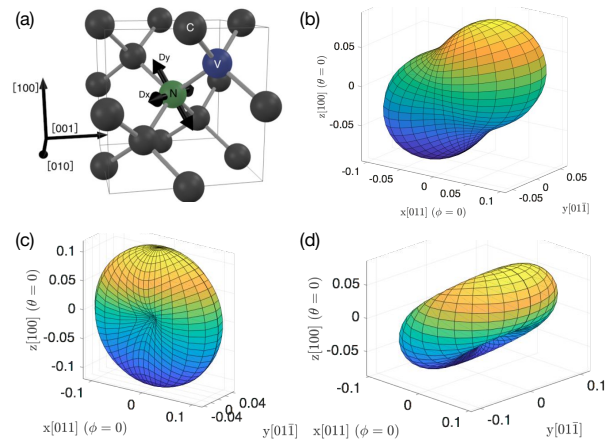 (a)
C
V
N
Dy
Dx
[100]
[001]
[010]
(b)
z[100] (θ = 0)
0.05
0
-0.05
-0.1
-0.05
0
0.05
0.1
x[011] (ϕ = 0)
-0.05
0
0.05
y[011̄]
(c)
z[100] (θ = 0)
0.1
0.05
0
-0.05
-0.1
-0.1
0
0.1
x[011] (ϕ = 0)
-0.04
0.04
y[011̄]
(d)
z[100] (θ = 0)
0.05
0
-0.05
-0.1
0
0.1
x[011] (ϕ = 0)
-0.1
0
0.1
y[011̄]